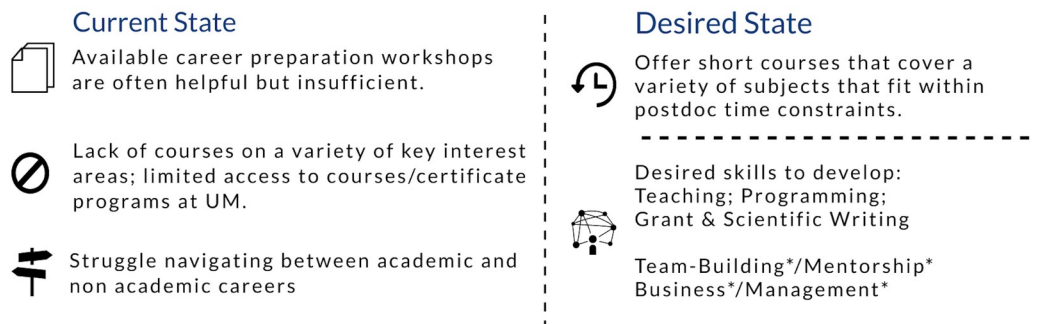 Current State
Available career preparation workshops
are often helpful but insufficient.
Lack of courses on a variety of key interest
areas; limited access to courses/certificate
programs at UM.
Struggle navigating between academic and
non academic careers
Desired State
Offer short courses that cover a
variety of subjects that fit within
postdoc time constraints.
Desired skills to develop:
Teaching; Programming;
Grant & Scientific Writing
Team-Building*/Mentorship*
Business*/Management*